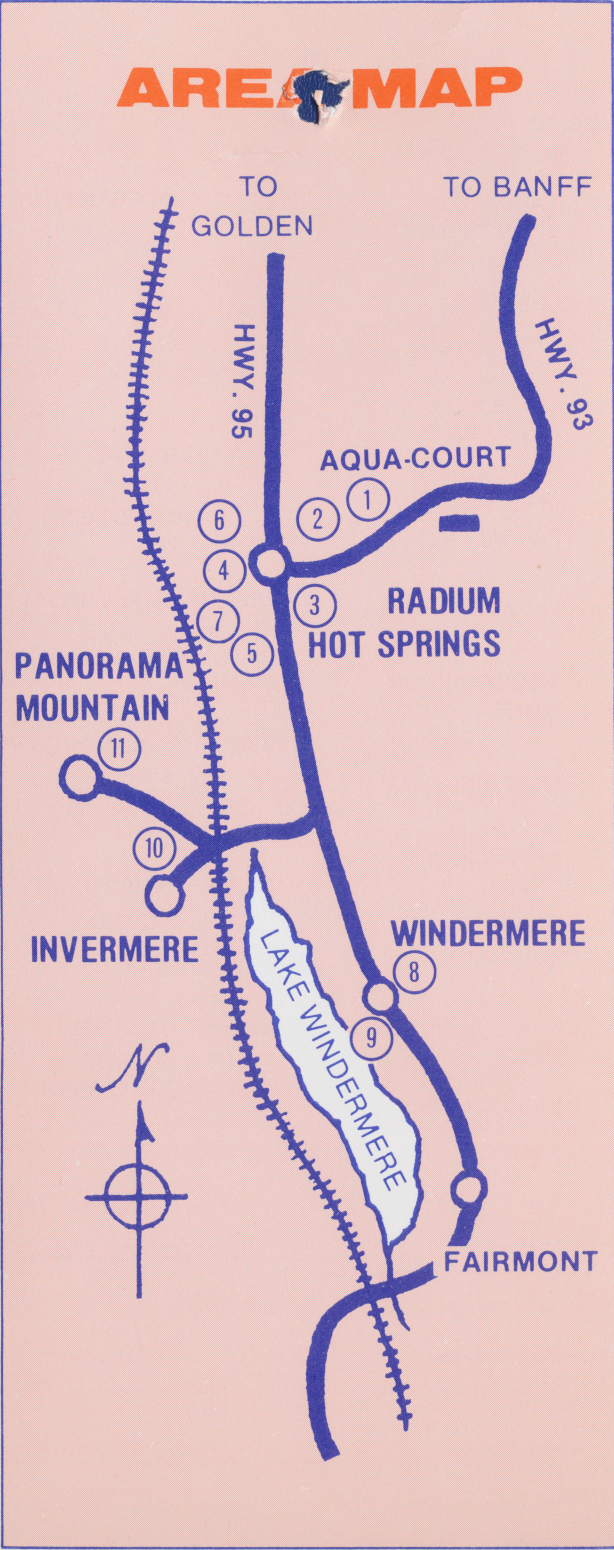 AREA MAP
TO
GOLDEN
TO BANFF
HWY. 95
HWY. 93
AQUA-COURT
1
2
6
4
3
7
5
RADIUM
HOT SPRINGS
PANORAMA
MOUNTAIN
11
10
INVERMERE
WINDERMERE
8
9
LAKE WINDERMERE
N
FAIRMONT